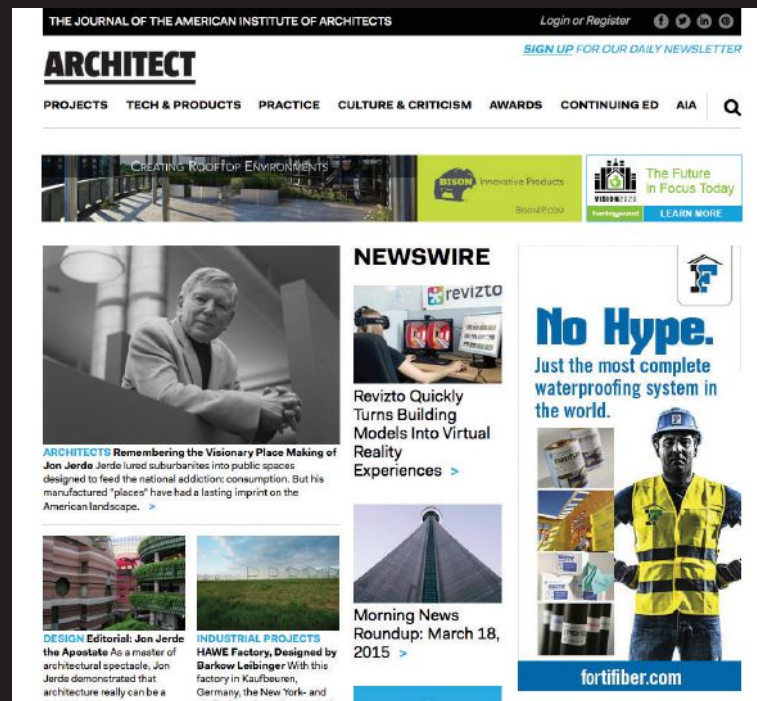 THE JOURNAL OF THE AMERICAN INSTITUTE OF ARCHITECTS
Login or Register
ARCHITECT
SIGN UP FOR OUR DAILY NEWSLETTER
PROJECTS TECH & PRODUCTS PRACTICE CULTURE & CRITICISM AWARDS CONTINUING ED AIA
CREATING ROOFTOP ENVIRONMENTS
BISON Innovative Products
BISONIP.COM
VISION2020
The Future
in Focus Today
LEARN MORE
ARCHITECTS Remembering the Visionary Place Making of
Jon Jerde Jerde lured suburbanites into public spaces
designed to feed the national addiction: consumption. But his
manufactured "places" have had a lasting imprint on the
American landscape. >
DESIGN Editorial: Jon Jerde
the Apostate As a master of
architectural spectacle, Jon
Jerde demonstrated that
architecture really can be a
INDUSTRIAL PROJECTS
HAWE Factory, Designed by
Barkow Leibinger With this
factory in Kaufbeuren,
Germany, the New York- and
NEWSWIRE
revizto
Revizto Quickly
Turns Building
Models Into Virtual
Reality
Experiences >
Morning News
Roundup: March 18,
2015 >
No Hype.
Just the most complete
waterproofing system in
the world.
fortifiber.com